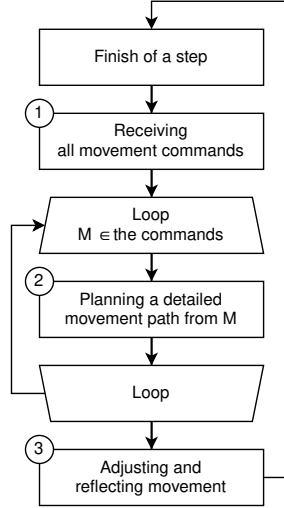 Finish of a step
1
Receiving
all movement commands
Loop
M ∈ the commands
2
Planning a detailed
movement path from M
Loop
3
Adjusting and
reflecting movement